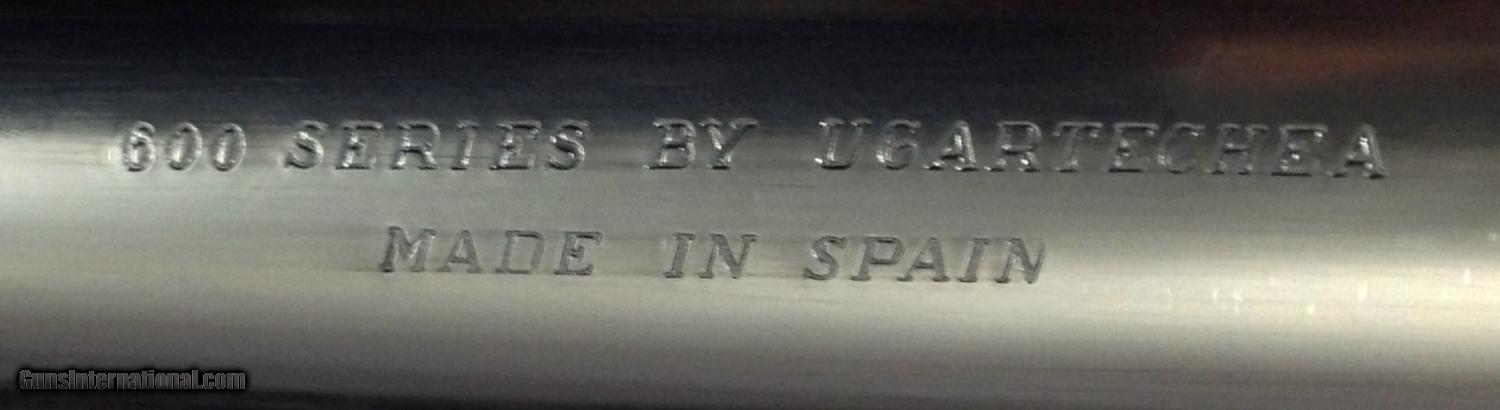 600 SERIES BY UGARTECHEA
MADE IN SPAIN
GunsInternational.com